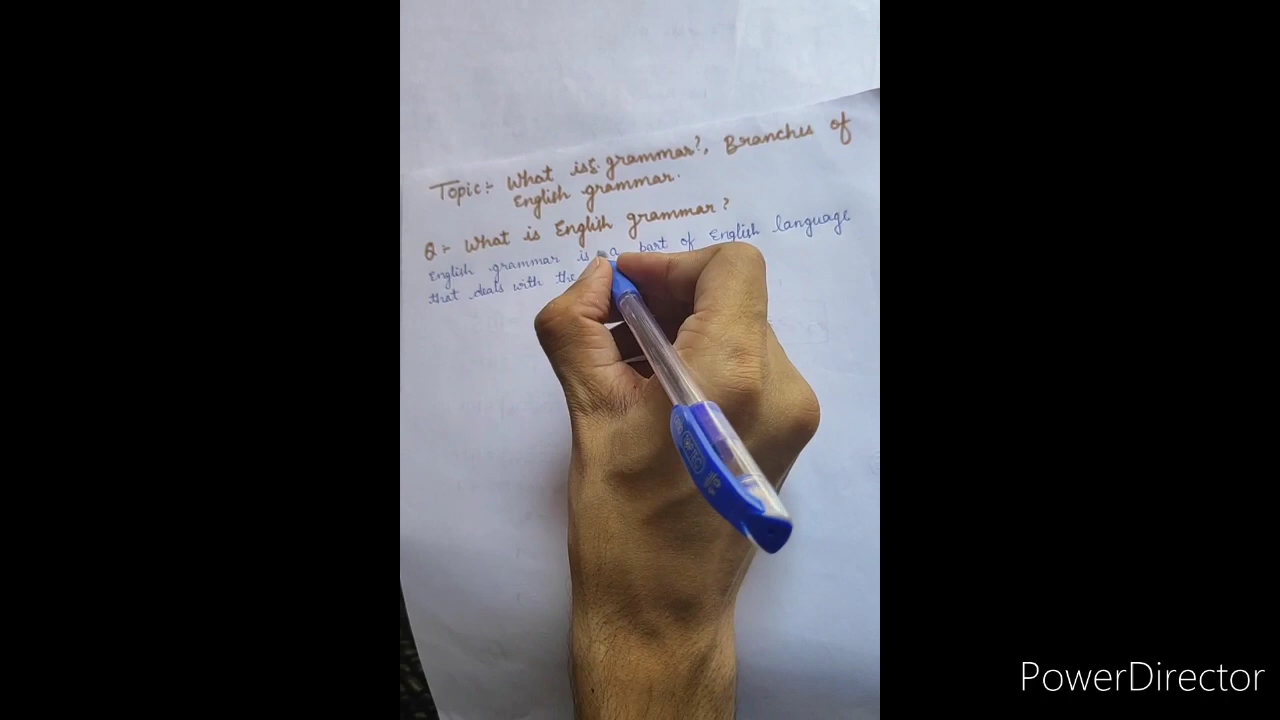 Topic:- What is & grammar?, Branches of
English grammar.
Q:- What is English grammar?
English grammar is a part of English language
that deals with the
PowerDirector